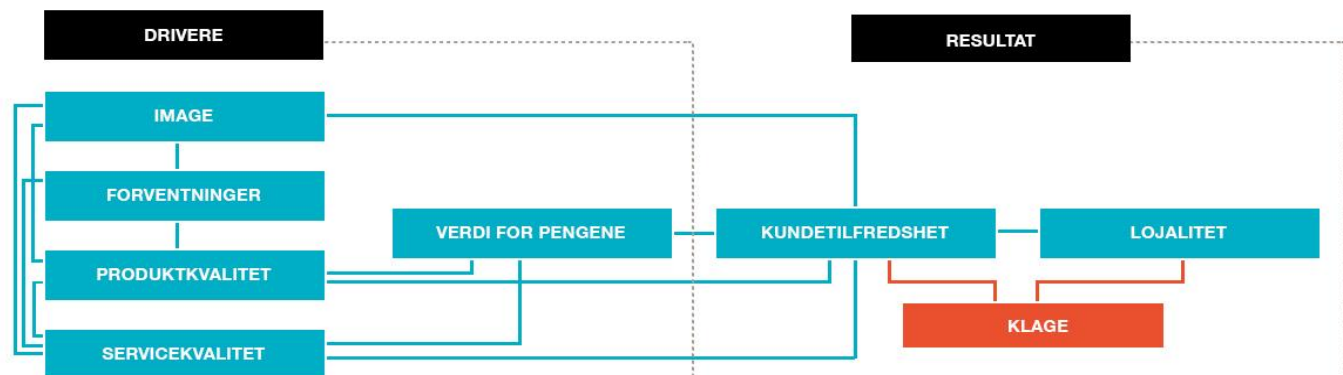 DRIVERE
RESULTAT
IMAGE
FORVENTNINGER
VERDI FOR PENGENE
KUNDETILFREDSHET
LOJALITET
PRODUKTKVALITET
KLAGE
SERVICEKVALITET